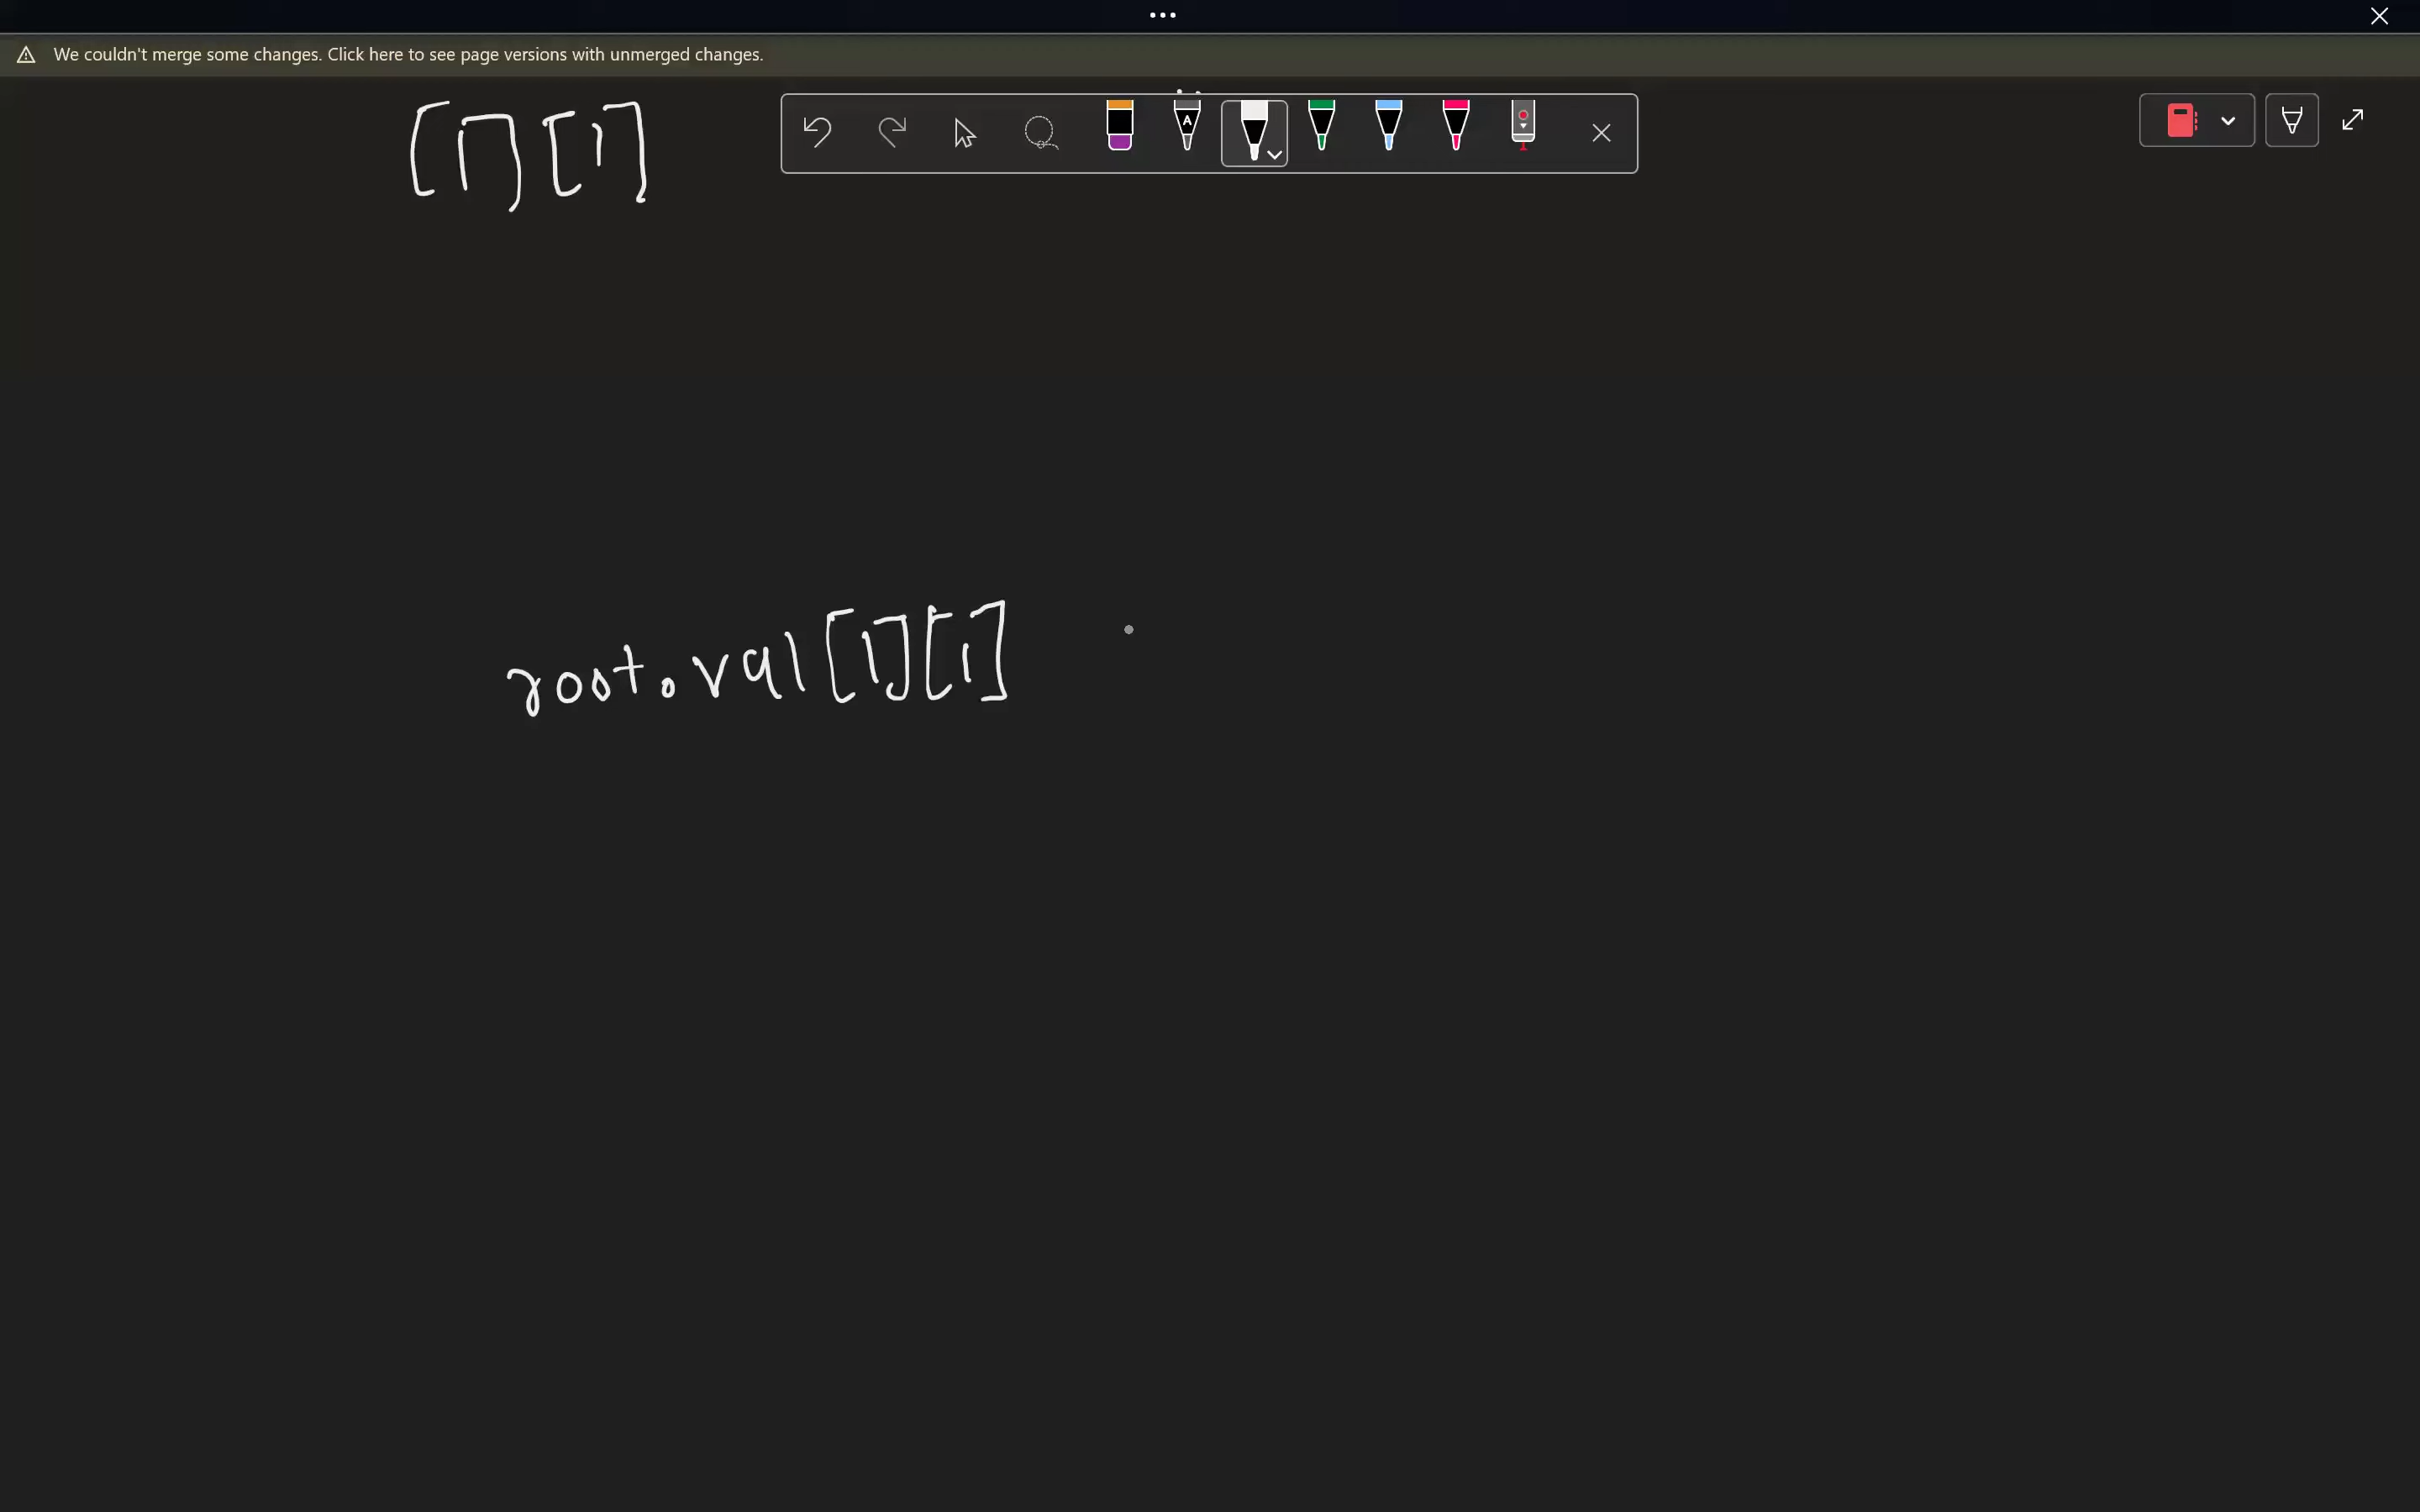 We couldn't merge some changes. Click here to see page versions with unmerged changes.
A
[1][1]
root.val[1][1]